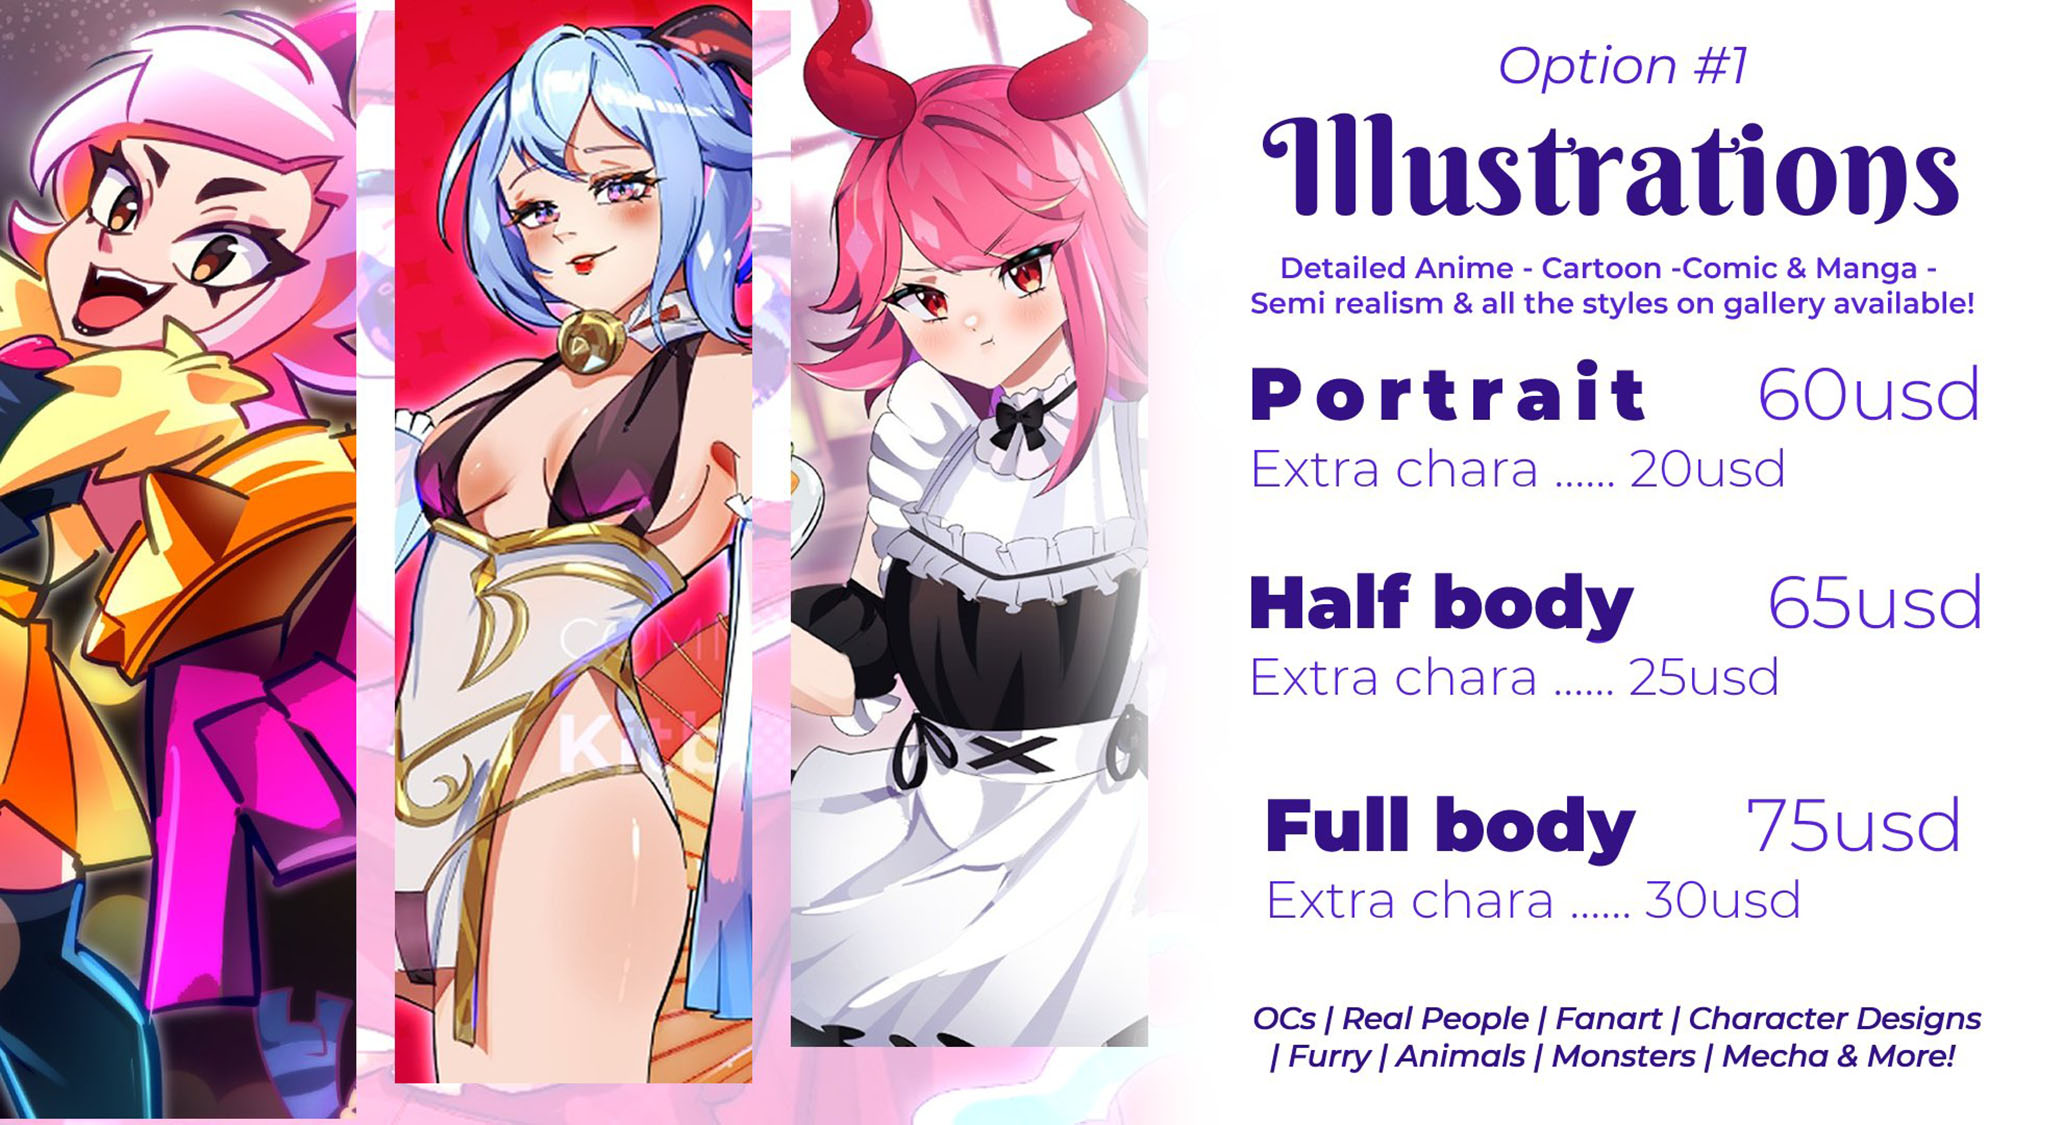 Option #1
Illustrations
Detailed Anime - Cartoon -Comic & Manga -
Semi realism & all the styles on gallery available!
Portrait 60usd
Extra chara ...... 20usd
Half body 65usd
Extra chara ...... 25usd
Full body 75usd
Extra chara ...... 30usd
OCs | Real People | Fanart | Character Designs
| Furry | Animals | Monsters | Mecha & More!